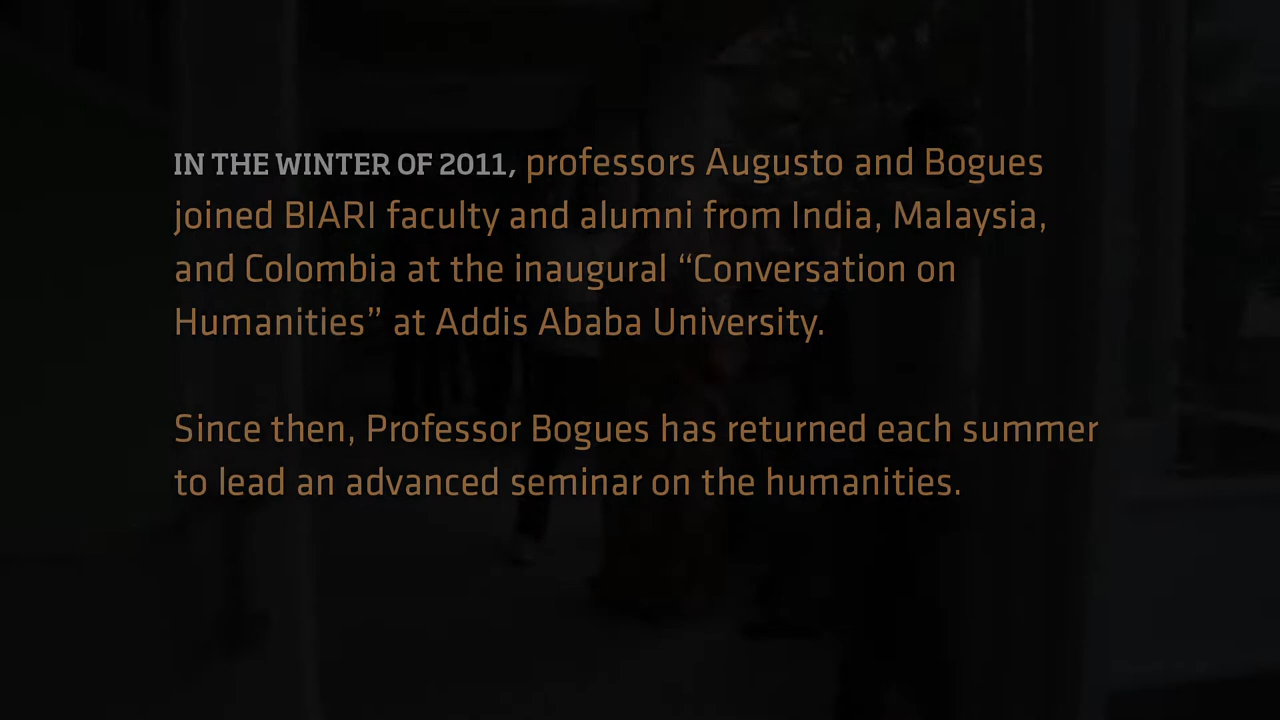 IN THE WINTER OF 2011, professors Augusto and Bogues
joined BIARI faculty and alumni from India, Malaysia,
and Colombia at the inaugural “Conversation on
Humanities” at Addis Ababa University.
Since then, Professor Bogues has returned each summer
to lead an advanced seminar on the humanities.